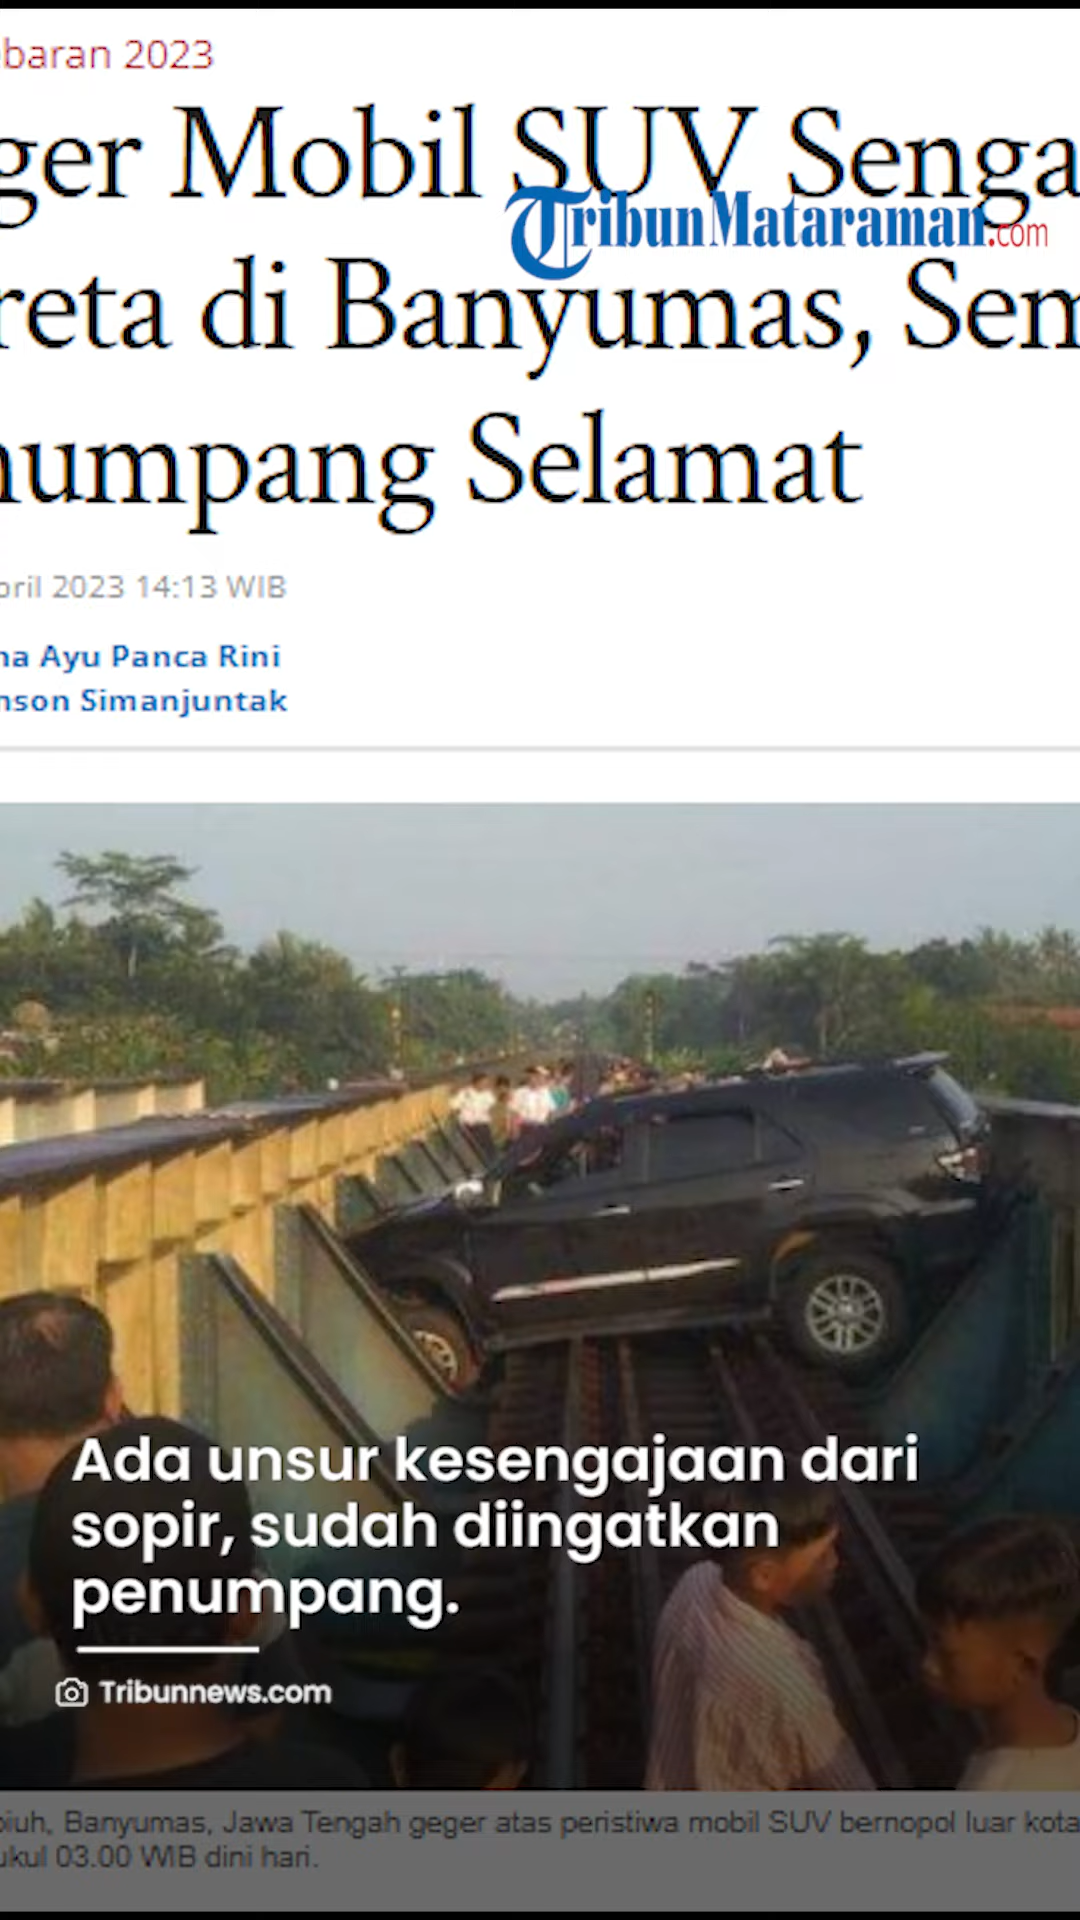 baran 2023
ger Mobil SUV Senga
TribunMataraman.com
reta di Banyumas, Sem
numpang Selamat
pril 2023 14:13 WIB
na Ayu Panca Rini
nson Simanjuntak
Ada unsur kesengajaan dari
sopir, sudah diingatkan
penumpang.
Tribunnews.com
biuh, Banyumas, Jawa Tengah geger atas peristiwa mobil SUV bernopol luar kota
ukul 03.00 WIB dini hari.